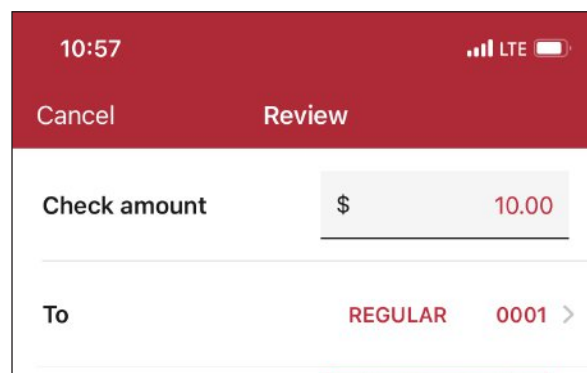 10:57 LTE
Cancel Review
Check amount $ 10.00
To REGULAR 0001